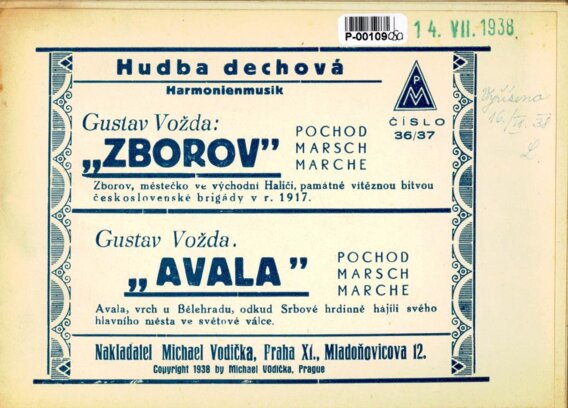 P-00109
14. VII. 1938
Hudba dechová
Harmonienmusik
PM
ČÍSLO
36/37
Gustav Vožda:
„ZBOROV"
POCHOD
MARSCH
MARCHE
Zborov, městečko ve východní Haliči, památné vítěznou bitvou
československé brigády v r. 1917.
Gustav Vožda.
„AVALA"
POCHOD
MARSCH
MARCHE
Avala, vrch u Bělehradu, odkud Srbové hrdinně hájili svého
hlavního města ve světové válce.
Nakladatel Michael Vodička, Praha XI., Mladoňovicova 12.
Copyright 1938 by Michael Vodička, Prague